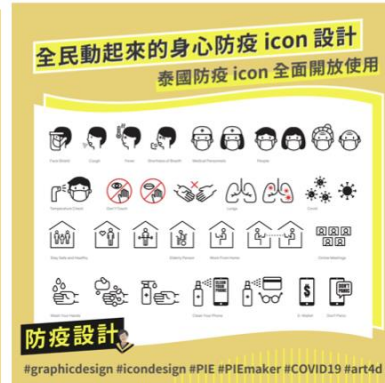 全民動起來的身心防疫 icon 設計
泰國防疫 icon 全面開放使用
Face Shield Cough Fever Shortness of Breath Medical Personnels People
Temperature Check Don't Touch Lungs Covid
Stay Safe and Healthy Elderly Person Work From Home Online Meetings
Wash Your Hands Clean Your Phone E-Wallet Don't Panic
防疫設計
#graphicdesign #icondesign #PIE #PIEmaker #COVID19 #art4d